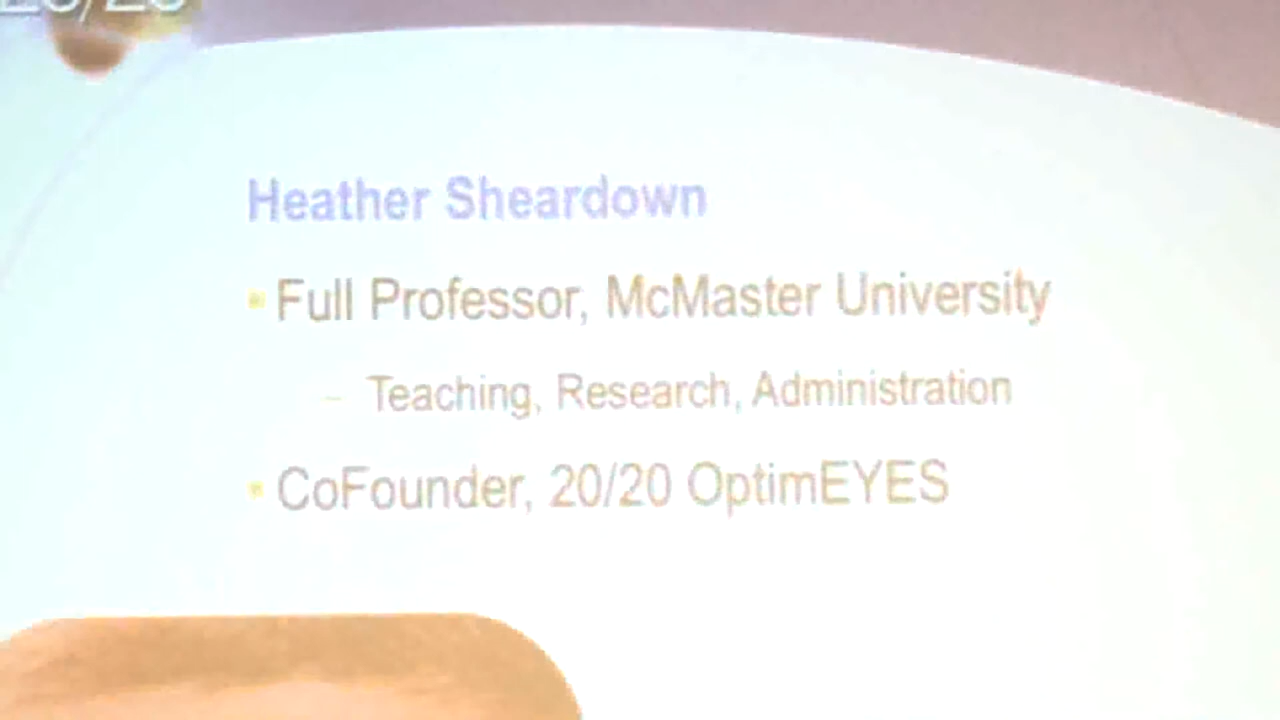 Heather Sheardown
Full Professor, McMaster University
– Teaching, Research, Administration
CoFounder, 20/20 OptimEYES